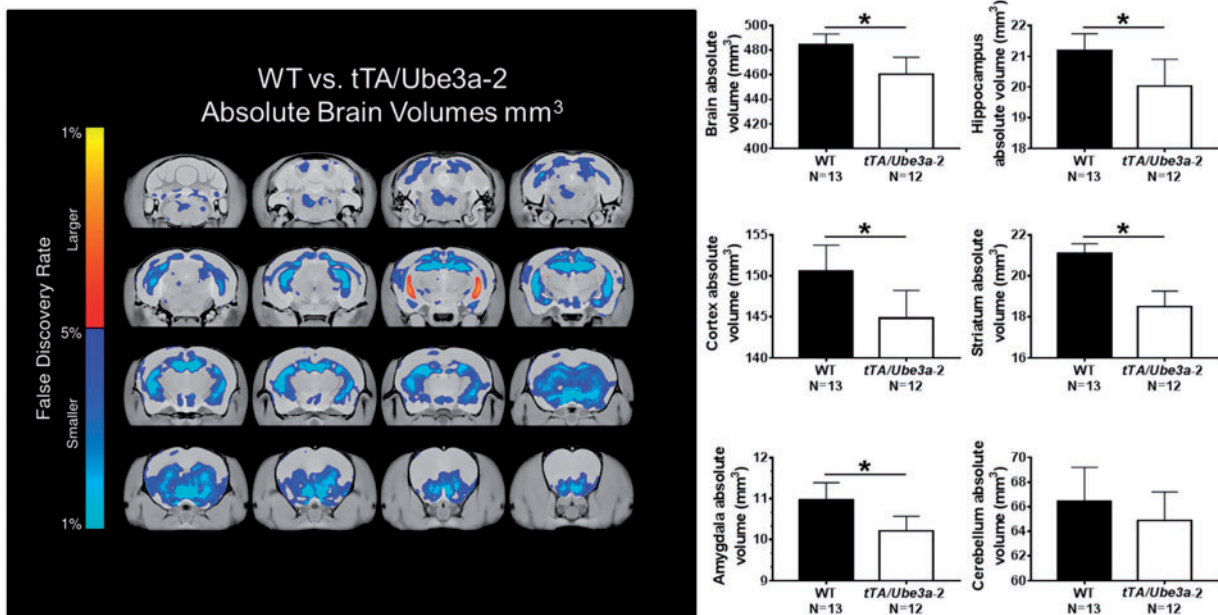 WT vs. tTA/Ube3a-2
Absolute Brain Volumes mm³
False Discovery Rate
1%
Larger
5%
Smaller
1%
Brain absolute
volume (mm³)
500
480
460
440
420
400
*
WT
N=13
tTA/Ube3a-2
N=12
Hippocampus
absolute volume (mm³)
22
21
20
19
18
*
WT
N=13
tTA/Ube3a-2
N=12
Cortex absolute
volume (mm³)
155
150
145
140
*
WT
N=13
tTA/Ube3a-2
N=12
Striatum absolute
volume (mm³)
22
20
18
16
*
WT
N=13
tTA/Ube3a-2
N=12
Amygdala absolute
volume (mm³)
12
11
10
9
*
WT
N=13
tTA/Ube3a-2
N=12
Cerebellum absolute
volume (mm³)
70
68
66
64
62
60
WT
N=13
tTA/Ube3a-2
N=12